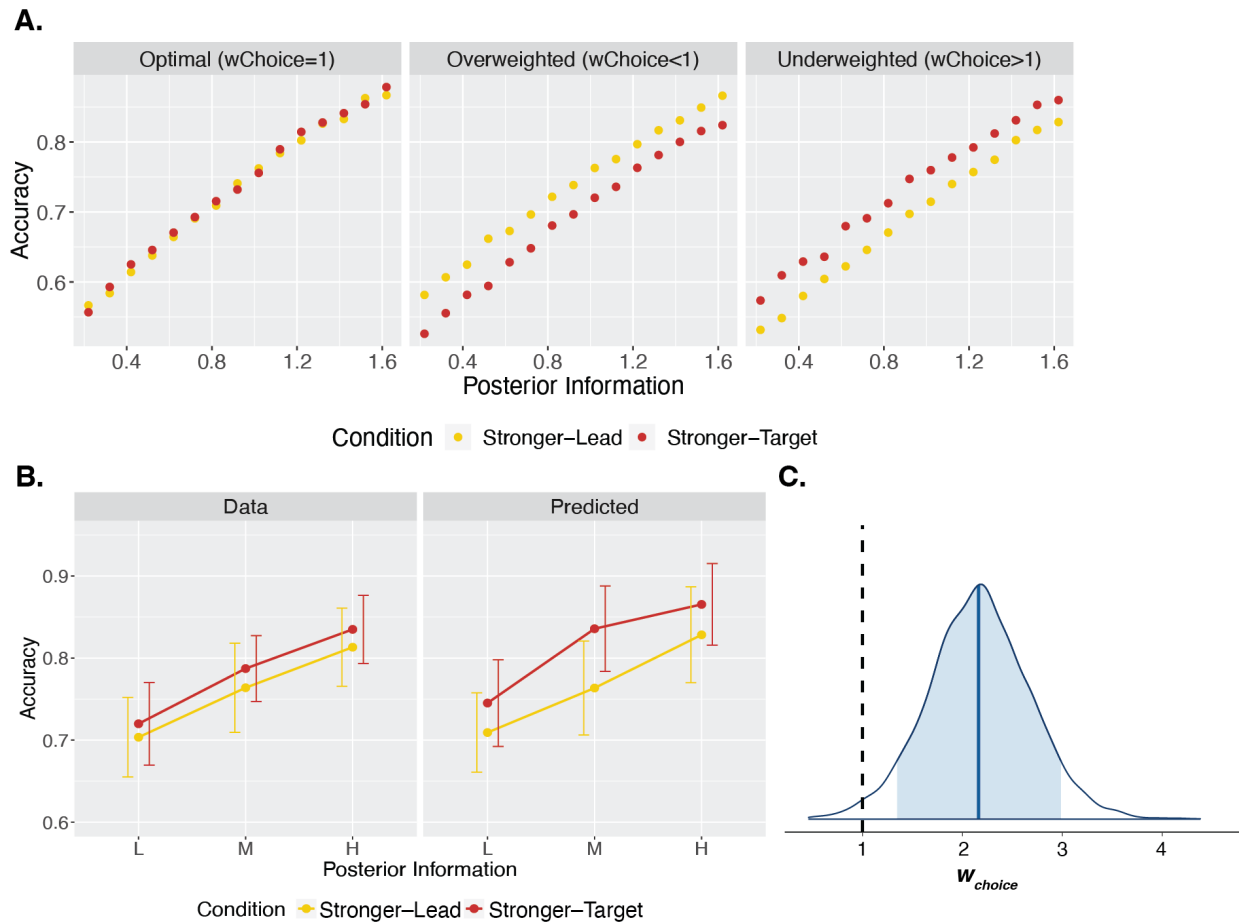 A.
Optimal (wChoice=1) Overweighted (wChoice<1) Underweighted (wChoice>1)
0.8
0.7
0.6
Accuracy
0.4 0.8 1.2 1.6 0.4 0.8 1.2 1.6 0.4 0.8 1.2 1.6
Posterior Information
Condition Stronger−Lead Stronger−Target
B.
Data Predicted
0.9
0.8
0.7
0.6
Accuracy
L M H L M H
Posterior Information
Condition Stronger−Lead Stronger−Target
C.
1 2 3 4
wchoice